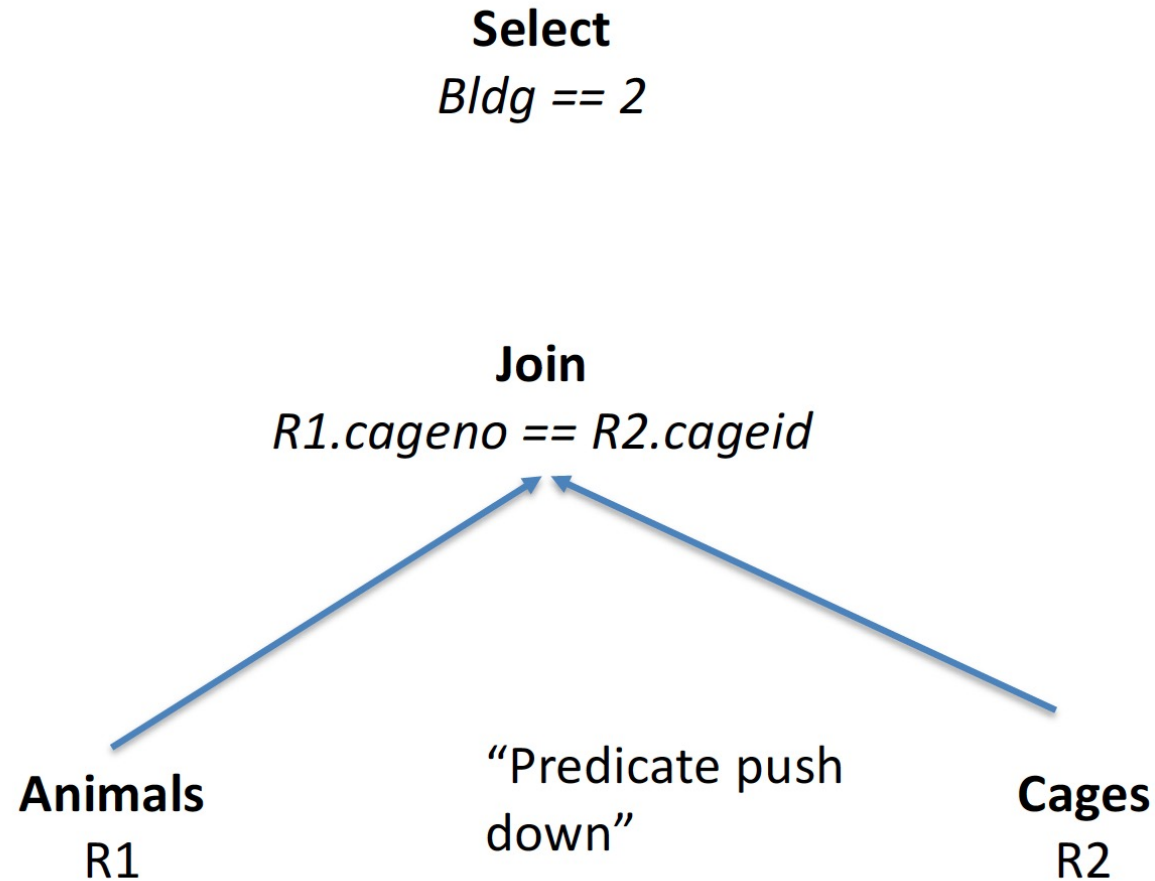 Select
Bldg == 2
Join
R1.cageno == R2.cageid
Animals
R1
“Predicate push
down”
Cages
R2